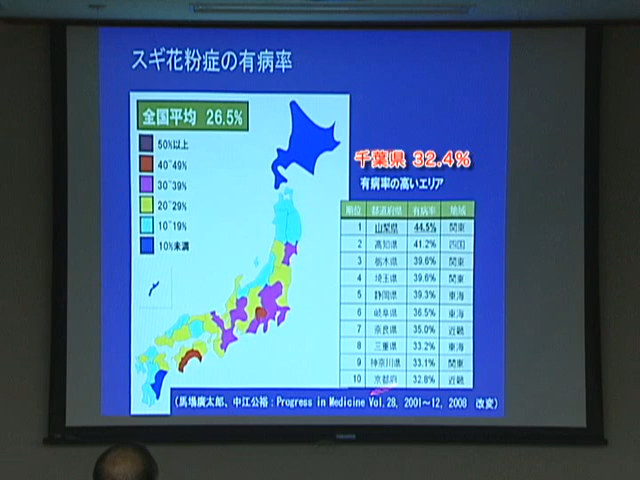 スギ花粉症の有病率
全国平均 26.5%
50%以上
40~49%
30~39%
20~29%
10~19%
10%未満
千葉県 32.4%
有病率の高いエリア
順位 都道府県 有病率 地域
1 山梨県 44.5% 関東
2 高知県 41.2% 四国
3 栃木県 39.6% 関東
4 埼玉県 39.6% 関東
5 静岡県 39.3% 東海
6 岐阜県 36.5% 東海
7 奈良県 35.0% 近畿
8 三重県 33.2% 東海
9 神奈川県 33.1% 関東
10 京都府 32.8% 近畿
(馬場廣太郎、中江公裕：Progress in Medicine Vol.28, 2001～12, 2008 改変)